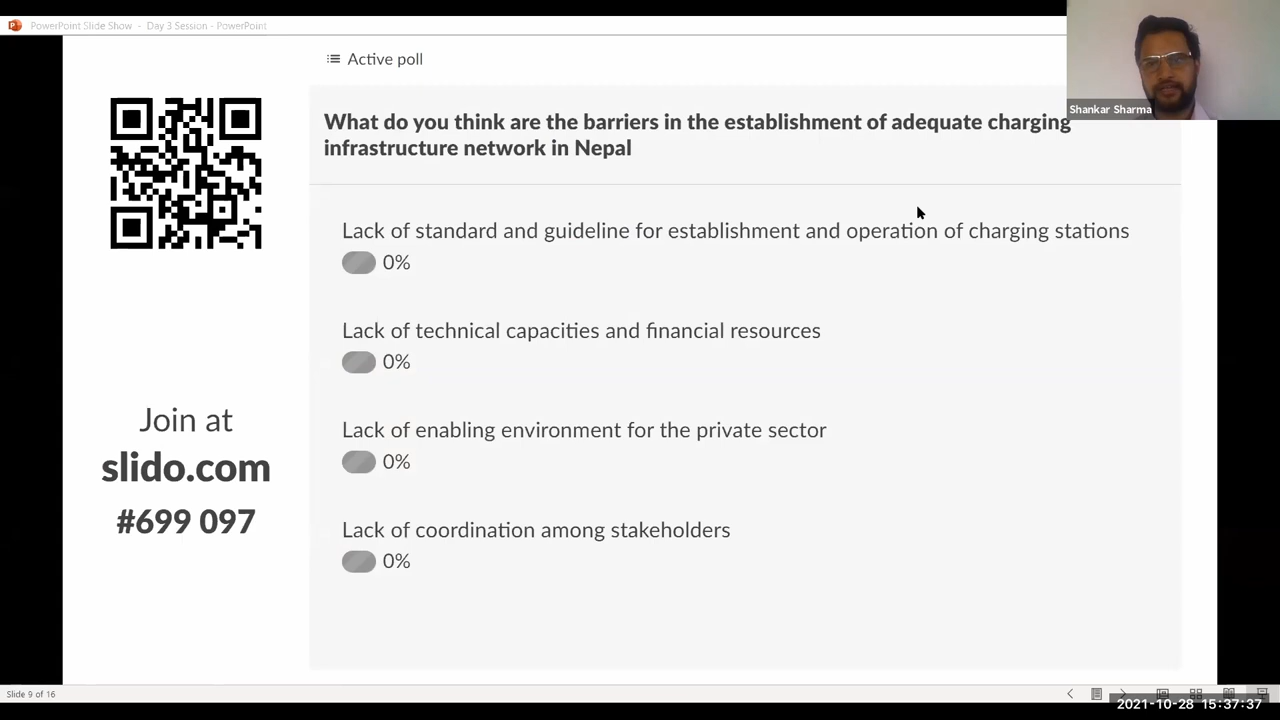 PowerPoint Slide Show - Day 3 Session - PowerPoint
Active poll
Shankar Sharma
What do you think are the barriers in the establishment of adequate charging
infrastructure network in Nepal
Lack of standard and guideline for establishment and operation of charging stations
0%
Lack of technical capacities and financial resources
0%
Lack of enabling environment for the private sector
0%
Lack of coordination among stakeholders
0%
Join at
slido.com
#699 097
Slide 9 of 16
2021-10-28 15:37:37